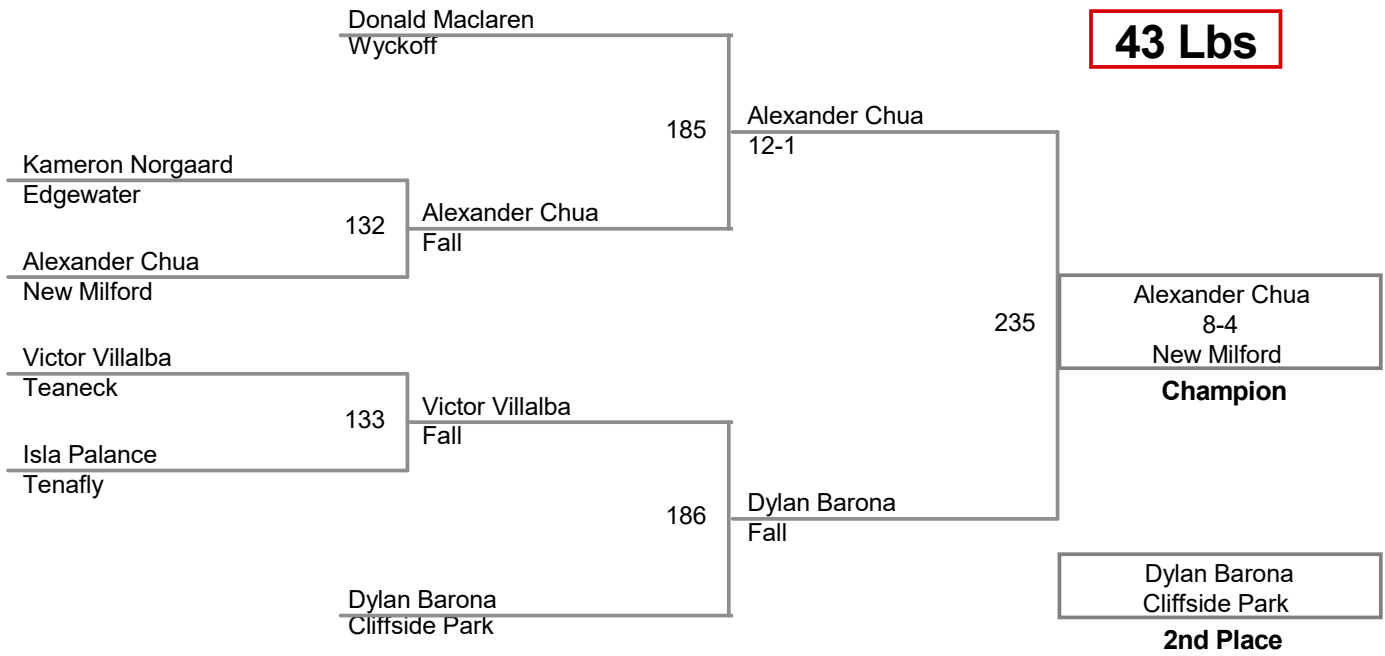 Donald Maclaren
Wyckoff
43 Lbs
185
Alexander Chua
12-1
Kameron Norgaard
Edgewater
132
Alexander Chua
Fall
Alexander Chua
New Milford
235
Alexander Chua
8-4
New Milford
Champion
Victor Villalba
Teaneck
133
Victor Villalba
Fall
Isla Palance
Tenafly
186
Dylan Barona
Fall
Dylan Barona
Cliffside Park
Dylan Barona
Cliffside Park
2nd Place